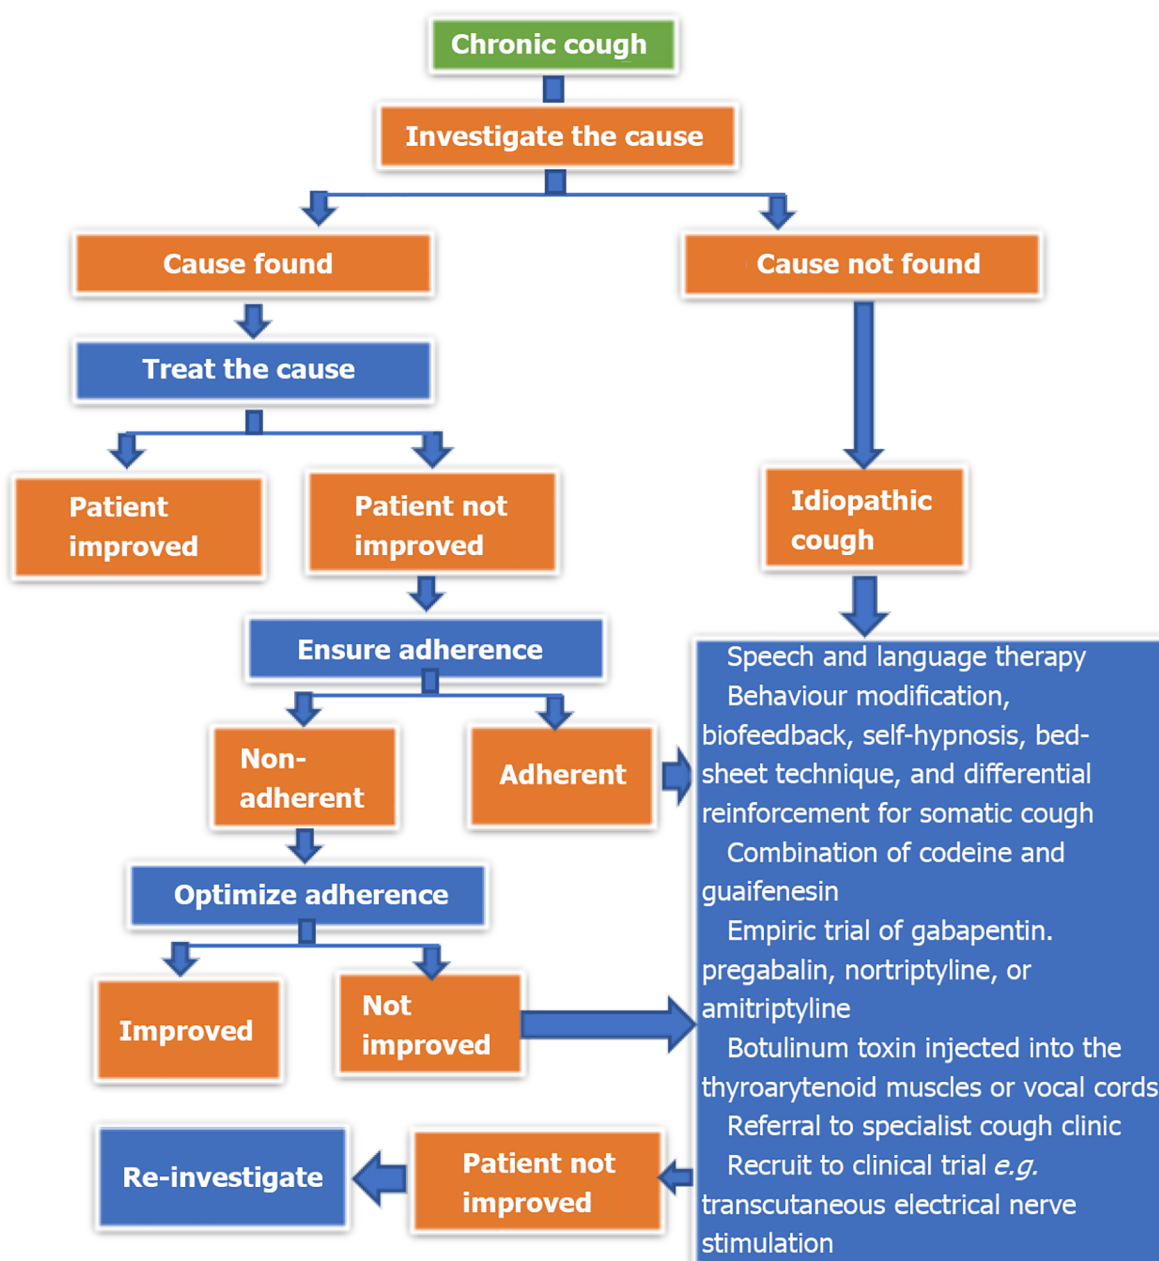 Chronic cough
Investigate the cause
Cause found
Cause not found
Treat the cause
Patient
improved
Patient not
improved
Idiopathic
cough
Ensure adherence
Non-
adherent
Adherent
Optimize adherence
Improved
Not
improved
Speech and language therapy
Behaviour modification,
biofeedback, self-hypnosis, bed-
sheet technique, and differential
reinforcement for somatic cough
Combination of codeine and
guaifenesin
Empiric trial of gabapentin.
pregabalin, nortriptyline, or
amitriptyline
Botulinum toxin injected into the
thyroarytenoid muscles or vocal cords
Referral to specialist cough clinic
Recruit to clinical trial e.g.
transcutaneous electrical nerve
stimulation
Patient not
improved
Re-investigate